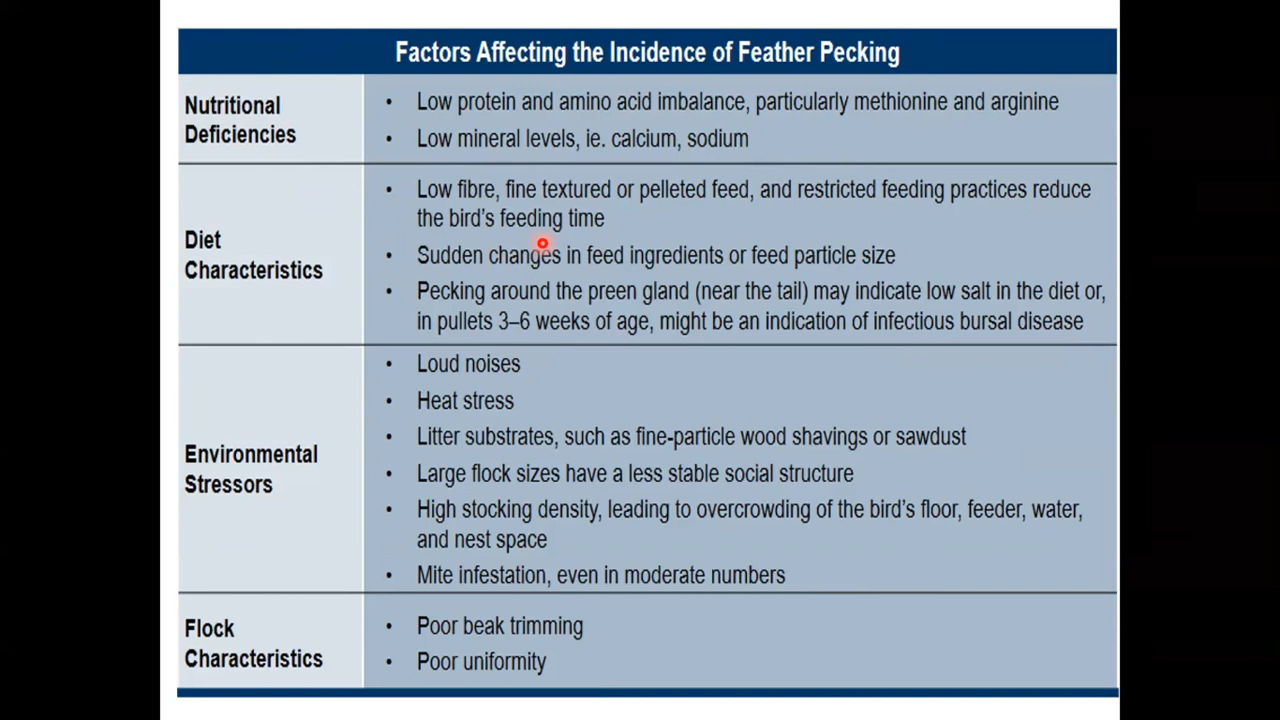 Factors Affecting the Incidence of Feather Pecking
Nutritional
Deficiencies
• Low protein and amino acid imbalance, particularly methionine and arginine
• Low mineral levels, ie. calcium, sodium
Diet
Characteristics
• Low fibre, fine textured or pelleted feed, and restricted feeding practices reduce
the bird’s feeding time
• Sudden changes in feed ingredients or feed particle size
• Pecking around the preen gland (near the tail) may indicate low salt in the diet or,
in pullets 3–6 weeks of age, might be an indication of infectious bursal disease
Environmental
Stressors
• Loud noises
• Heat stress
• Litter substrates, such as fine-particle wood shavings or sawdust
• Large flock sizes have a less stable social structure
• High stocking density, leading to overcrowding of the bird’s floor, feeder, water,
and nest space
• Mite infestation, even in moderate numbers
Flock
Characteristics
• Poor beak trimming
• Poor uniformity